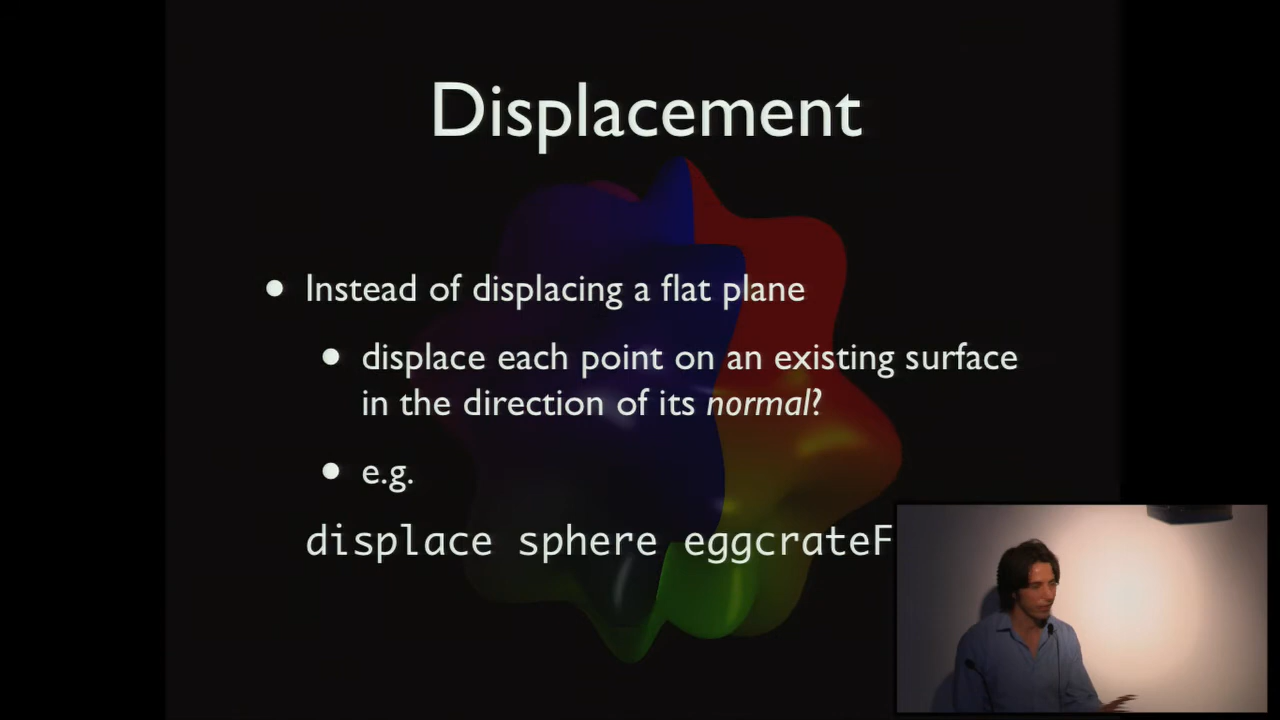 Displacement
• Instead of displacing a flat plane
• displace each point on an existing surface
in the direction of its normal?
• e.g.
displace sphere eggcrateF